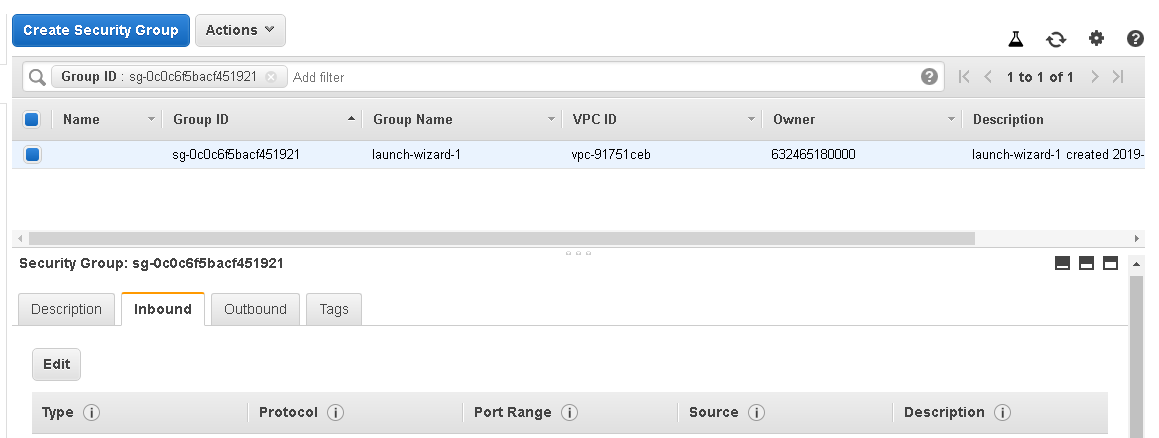 Create Security Group Actions
Group ID : sg-0c0c6f5bacf451921 Add filter 1 to 1 of 1
Name Group ID Group Name VPC ID Owner Description
sg-0c0c6f5bacf451921 launch-wizard-1 vpc-91751ceb 632465180000 launch-wizard-1 created 2019-
Security Group: sg-0c0c6f5bacf451921
Description Inbound Outbound Tags
Edit
Type Protocol Port Range Source Description